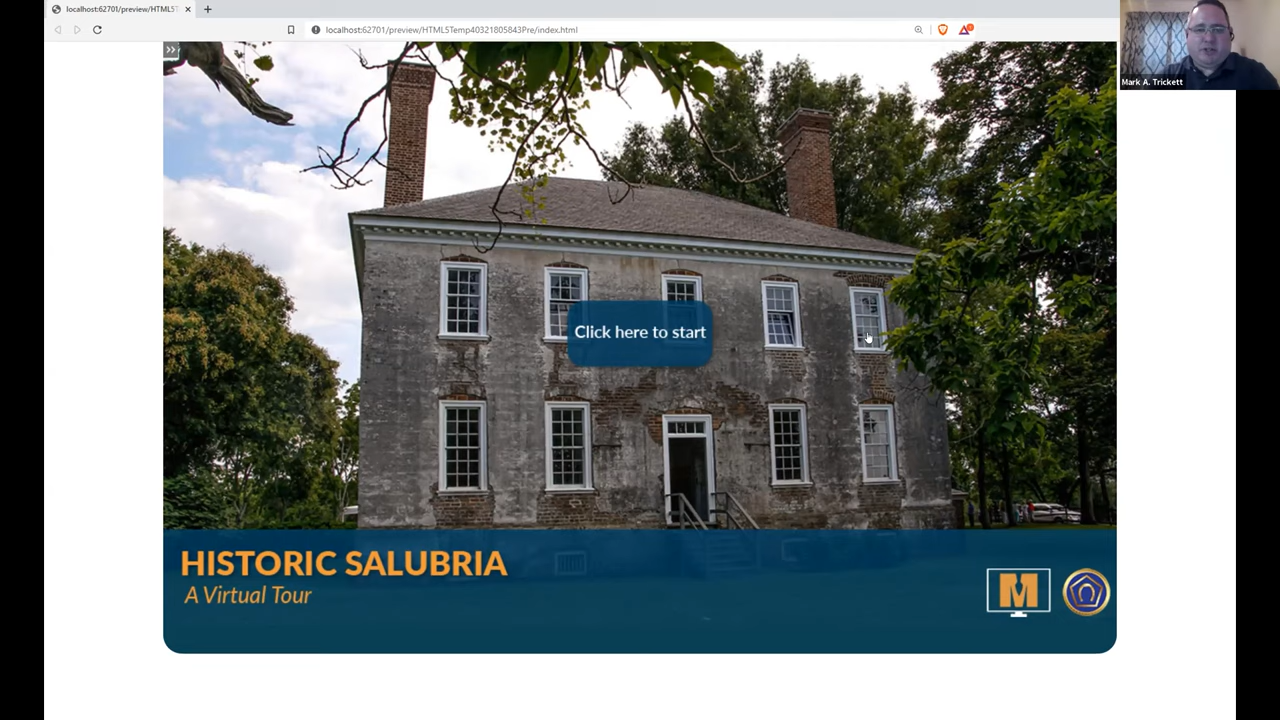 localhost:62701/preview/HTML5T
localhost:62701/preview/HTML5Temp40321805843Pre/index.html
Mark A. Trickett
Click here to start
HISTORIC SALUBRIA
A Virtual Tour
M